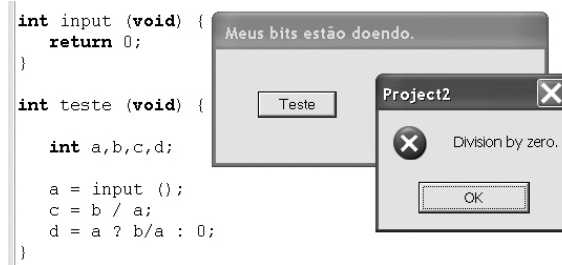 int input (void) {
return 0;
}
int teste (void) {
int a,b,c,d;
a = input ();
c = b / a;
d = a ? b/a : 0;
}
Meus bits estão doendo.
Teste
Project2
Division by zero.
OK